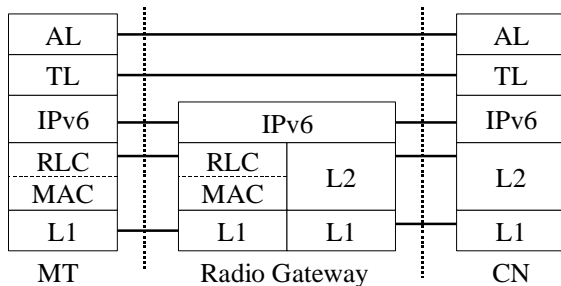 AL
AL
TL
TL
IPv6
IPv6
IPv6
RLC
RLC
L2
L2
MAC
MAC
L1
L1
L1
L1
MT
Radio Gateway
CN